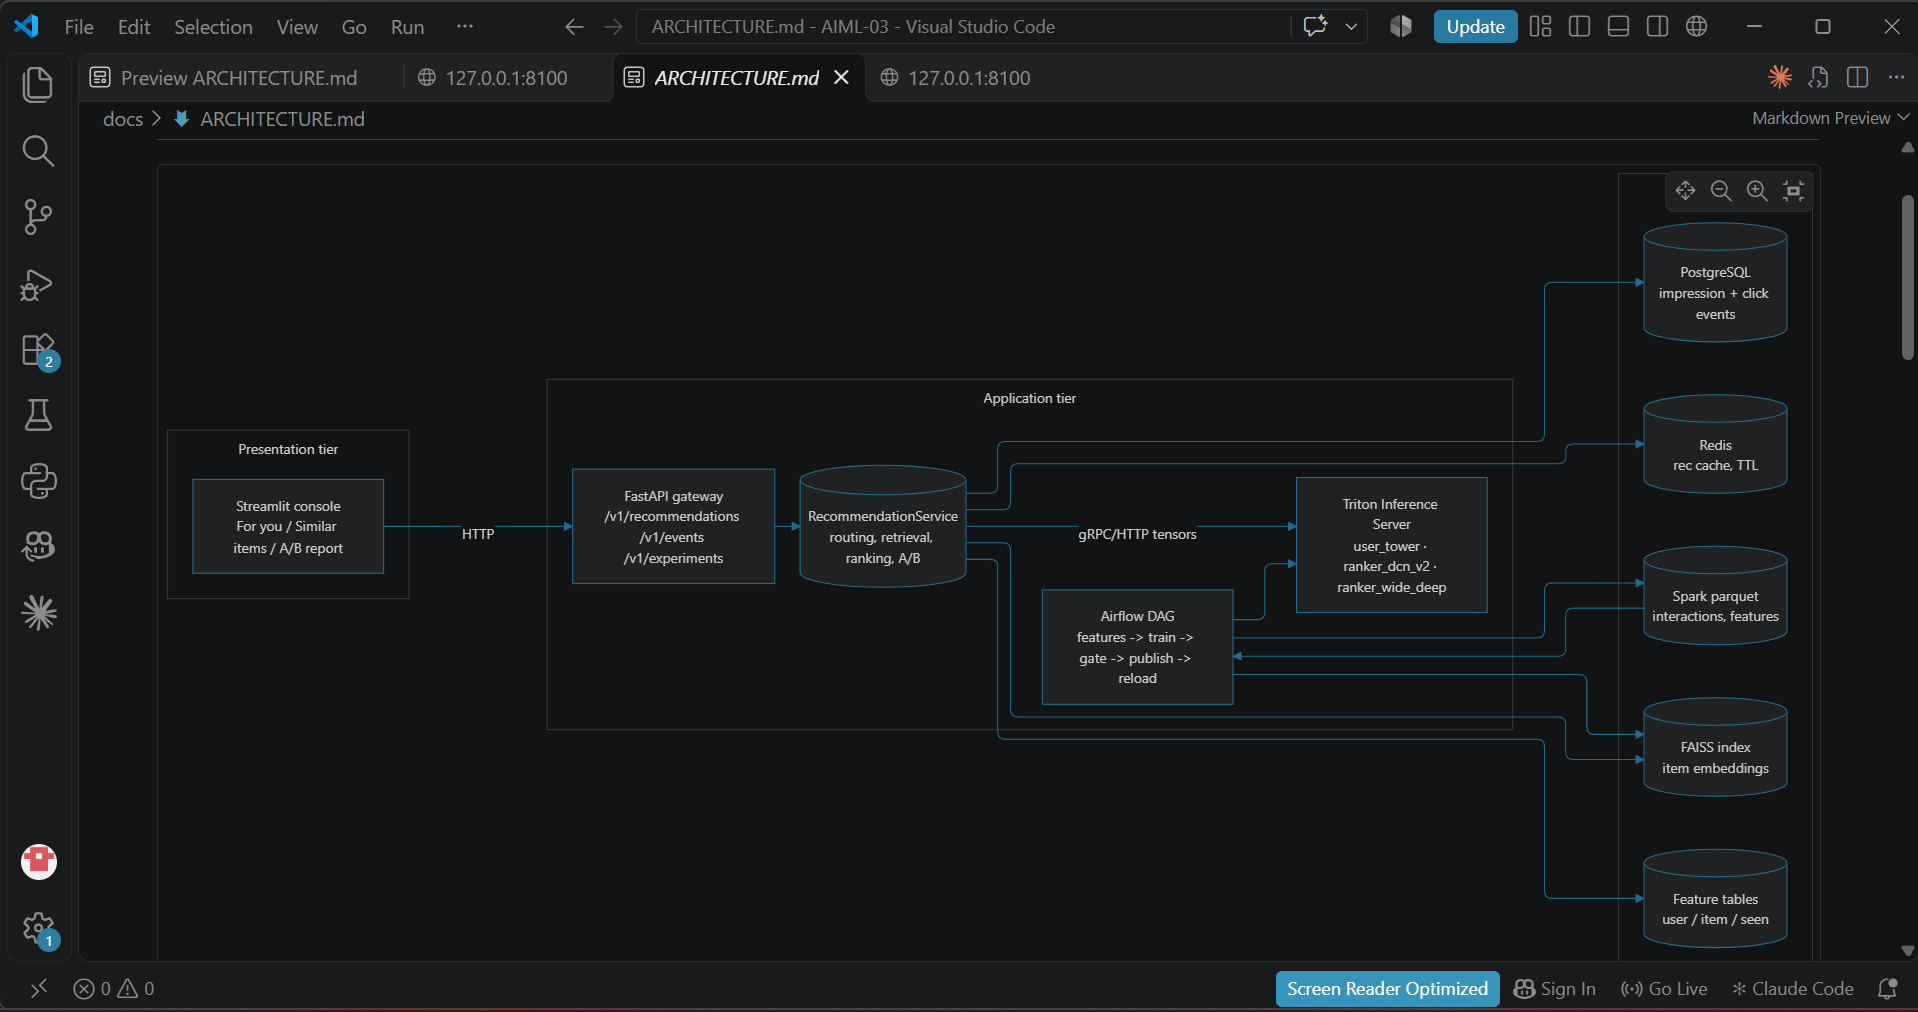 File Edit Selection View Go Run ···
ARCHITECTURE.md - AIML-03 - Visual Studio Code
Update
Preview ARCHITECTURE.md
127.0.0.1:8100
ARCHITECTURE.md
127.0.0.1:8100
docs > ARCHITECTURE.md
Markdown Preview
Presentation tier
Streamlit console
For you / Similar
items / A/B report
HTTP
Application tier
FastAPI gateway
/v1/recommendations
/v1/events
/v1/experiments
RecommendationService
routing, retrieval,
ranking, A/B
gRPC/HTTP tensors
Triton Inference
Server
user_tower ·
ranker_dcn_v2 ·
ranker_wide_deep
Airflow DAG
features -> train ->
gate -> publish ->
reload
PostgreSQL
impression + click
events
Redis
rec cache, TTL
Spark parquet
interactions, features
FAISS index
item embeddings
Feature tables
user / item / seen
2
1
0 0
Screen Reader Optimized
Sign In
Go Live
Claude Code